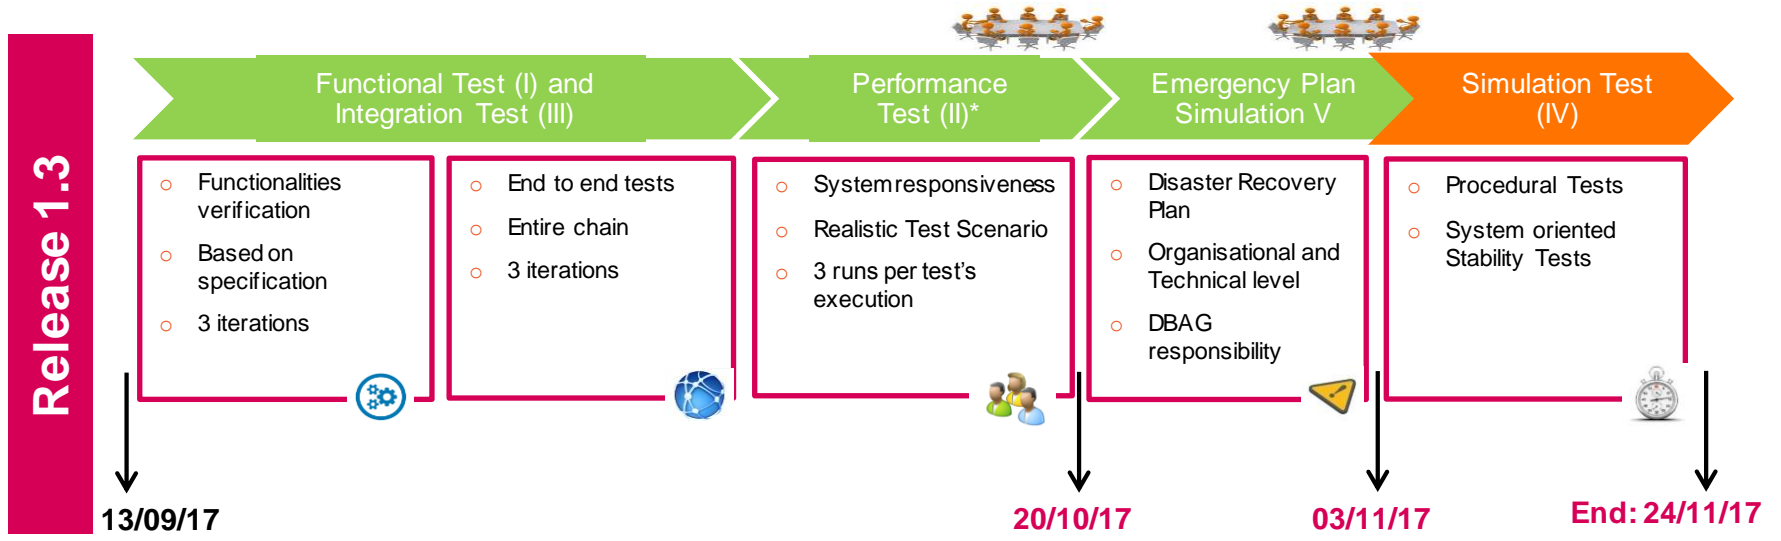 Release 1.3
Functional Test (I) and
Integration Test (III)
Performance
Test (II)*
Emergency Plan
Simulation V
Simulation Test
(IV)
Functionalities
verification
Based on
specification
3 iterations
End to end tests
Entire chain
3 iterations
System responsiveness
Realistic Test Scenario
3 runs per test's
execution
Disaster Recovery
Plan
Organisational and
Technical level
DBAG
responsibility
Procedural Tests
System oriented
Stability Tests
13/09/17
20/10/17
03/11/17
End: 24/11/17